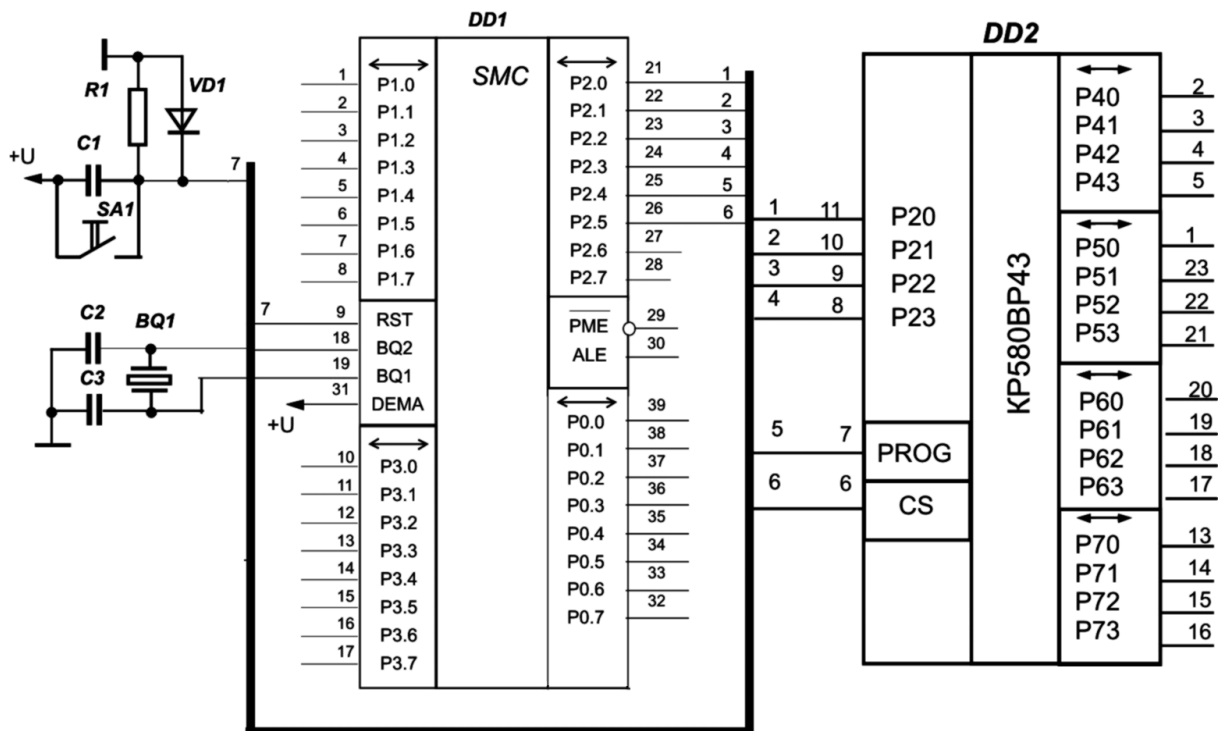 DD1
DD2
R1
VD1
C1
+U
SA1
7
C2
BQ1
C3
+U
7
SMC
1 P1.0
2 P1.1
3 P1.2
4 P1.3
5 P1.4
6 P1.5
7 P1.6
8 P1.7
9 RST
18 BQ2
19 BQ1
31 DEMA
10 P3.0
11 P3.1
12 P3.2
13 P3.3
14 P3.4
15 P3.5
16 P3.6
17 P3.7
P2.0 21 1
P2.1 22 2
P2.2 23 3
P2.3 24 4
P2.4 25 5
P2.5 26 6
P2.6 27
P2.7 28
PME 29
ALE 30
P0.0 39
P0.1 38
P0.2 37
P0.3 36
P0.4 35
P0.5 34
P0.6 33
P0.7 32
1 11 P20
2 10 P21
3 9 P22
4 8 P23
5 7 PROG
6 6 CS
КР580ВР43
P40 2
P41 3
P42 4
P43 5
P50 1
P51 23
P52 22
P53 21
P60 20
P61 19
P62 18
P63 17
P70 13
P71 14
P72 15
P73 16